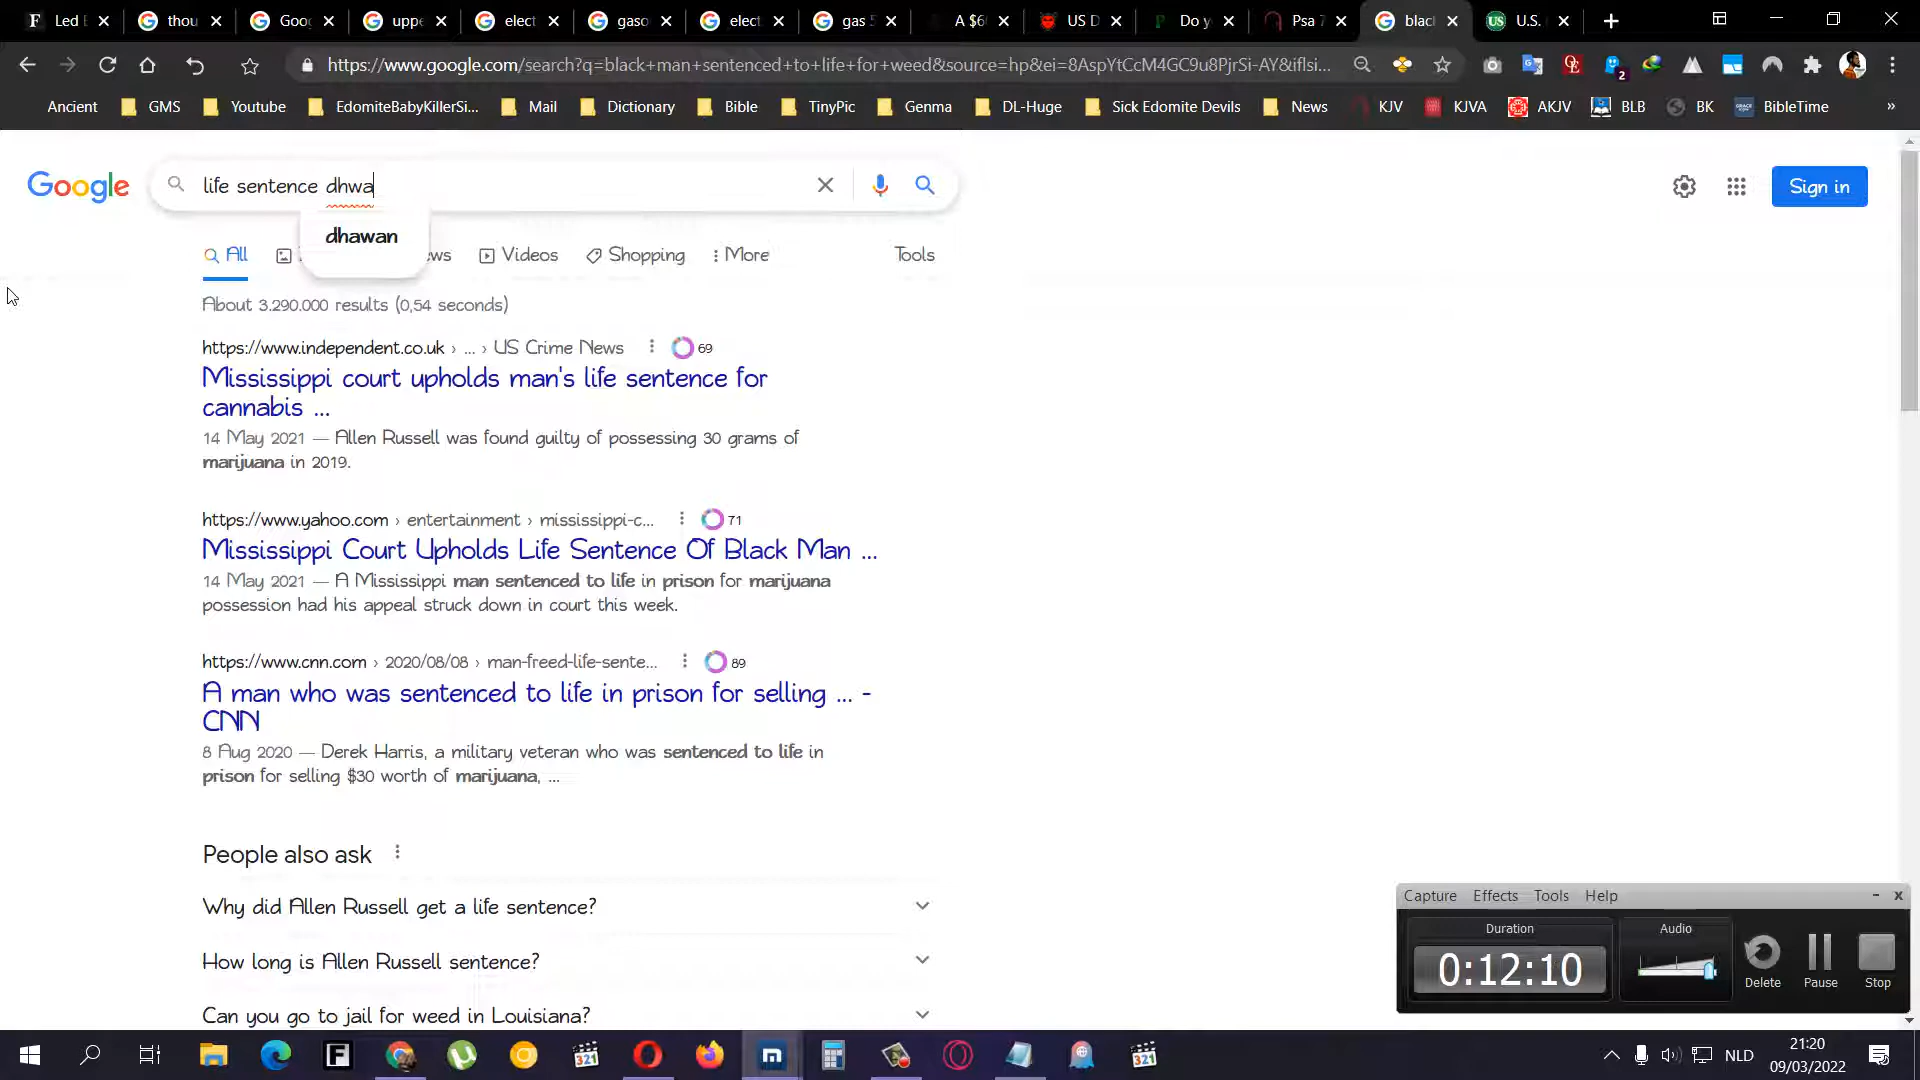 Led E
thou
Goo
uppe
elect
gaso
elect
gas 5
A $6
US D
Do y
Psa 7
blac
U.S.
https://www.google.com/search?q=black+man+sentenced+to+life+for+weed&source=hp&ei=8AspYtCcM4GC9u8PjrSi-AY&iflsi...
2
Ancient GMS Youtube EdomiteBabyKillerSi... Mail Dictionary Bible TinyPic Genma DL-Huge Sick Edomite Devils News KJV KJVA AKJV BLB BK BibleTime »
Google
life sentence dhwa
Sign in
dhawan
All
ews
Videos
Shopping
More
Tools
About 3.290.000 results (0,54 seconds)
https://www.independent.co.uk › ... › US Crime News 69
Mississippi court upholds man's life sentence for
cannabis ...
14 May 2021 — Allen Russell was found guilty of possessing 30 grams of
marijuana in 2019.
https://www.yahoo.com › entertainment › mississippi-c... 71
Mississippi Court Upholds Life Sentence Of Black Man ...
14 May 2021 — A Mississippi man sentenced to life in prison for marijuana
possession had his appeal struck down in court this week.
https://www.cnn.com › 2020/08/08 › man-freed-life-sente... 89
A man who was sentenced to life in prison for selling ... -
CNN
8 Aug 2020 — Derek Harris, a military veteran who was sentenced to life in
prison for selling $30 worth of marijuana, ...
People also ask
Why did Allen Russell get a life sentence?
How long is Allen Russell sentence?
Can you go to jail for weed in Louisiana?
Capture Effects Tools Help
Duration
Audio
0:12:10
Delete
Pause
Stop
NLD
21:20
09/03/2022